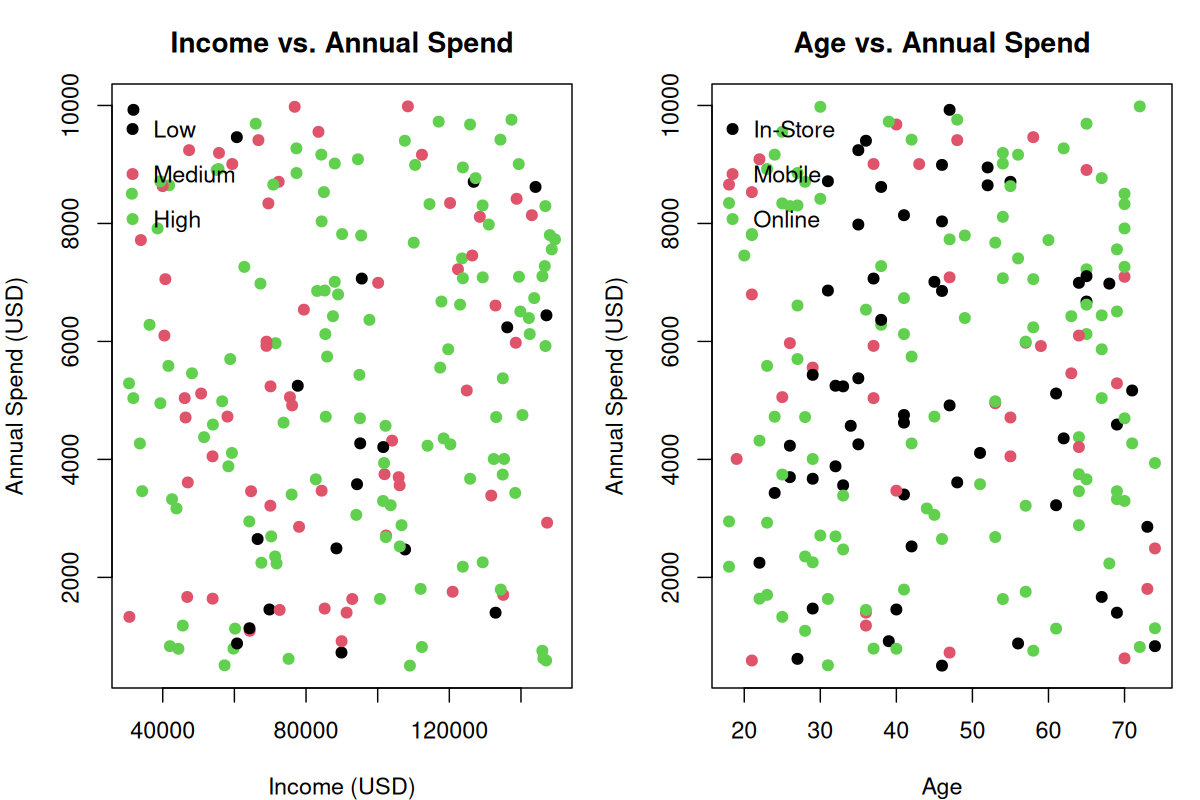 Income vs. Annual Spend
Annual Spend (USD)
10000
8000
6000
4000
2000
Low
Medium
High
40000 80000 120000
Income (USD)
Age vs. Annual Spend
Annual Spend (USD)
10000
8000
6000
4000
2000
In-Store
Mobile
Online
20 30 40 50 60 70
Age